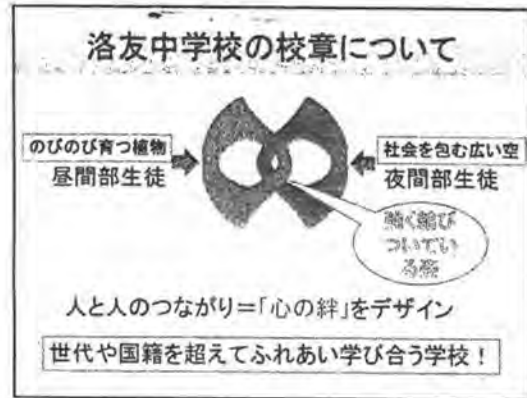 洛友中学校の校章について
のびのび育つ植物
昼間部生徒
社会を包む広い空
夜間部生徒
強く結び
ついてい
る姿
人と人のつながり＝「心の絆」をデザイン
世代や国籍を超えてふれあい学び合う学校！